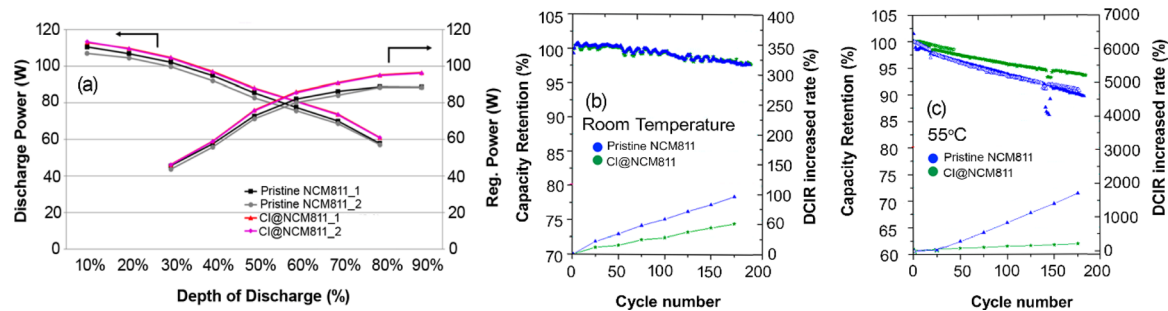 Discharge Power (W)
120
100
80
60
40
20
0
(a)
Pristine NCM811_1
Pristine NCM811_2
CI@NCM811_1
CI@NCM811_2
120
100
80
60
40
20
0
Reg. Power (W)
10% 20% 30% 40% 50% 60% 70% 80% 90%
Depth of Discharge (%)
Capacity Retention (%)
105
100
95
90
85
80
75
70
(b)
Room Temperature
Pristine NCM811
CI@NCM811
400
350
300
250
200
150
100
50
0
DCIR increased rate (%)
0 50 100 150 200
Cycle number
Capacity Retention (%)
105
100
95
90
85
80
75
70
65
60
(c)
55°C
Pristine NCM811
CI@NCM811
7000
6000
5000
4000
3000
2000
1000
0
DCIR increased rate (%)
0 50 100 150 200
Cycle number